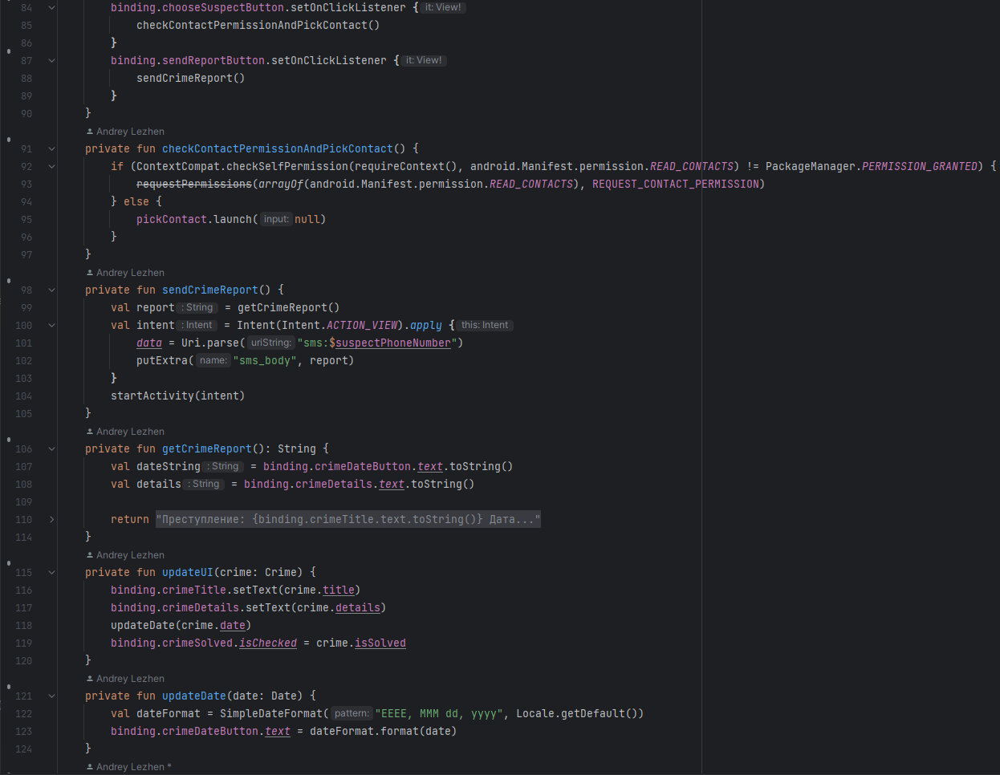 84 binding.chooseSuspectButton.setOnClickListener { it: View!
85 checkContactPermissionAndPickContact()
86 }
87 binding.sendReportButton.setOnClickListener { it: View!
88 sendCrimeReport()
89 }
90 }
Andrey Lezhen
91 private fun checkContactPermissionAndPickContact() {
92 if (ContextCompat.checkSelfPermission(requireContext(), android.Manifest.permission.READ_CONTACTS) != PackageManager.PERMISSION_GRANTED) {
93 requestPermissions(arrayOf(android.Manifest.permission.READ_CONTACTS), REQUEST_CONTACT_PERMISSION)
94 } else {
95 pickContact.launch( input: null)
96 }
97 }
Andrey Lezhen
98 private fun sendCrimeReport() {
99 val report : String = getCrimeReport()
100 val intent : Intent = Intent(Intent.ACTION_VIEW).apply { this: Intent
101 data = Uri.parse( uriString: "sms:$suspectPhoneNumber")
102 putExtra( name: "sms_body", report)
103 }
104 startActivity(intent)
105 }
Andrey Lezhen
106 private fun getCrimeReport(): String {
107 val dateString : String = binding.crimeDateButton.text.toString()
108 val details : String = binding.crimeDetails.text.toString()
109
110 return "Преступление: {binding.crimeTitle.text.toString()} Дата..."
114 }
Andrey Lezhen
115 private fun updateUI(crime: Crime) {
116 binding.crimeTitle.setText(crime.title)
117 binding.crimeDetails.setText(crime.details)
118 updateDate(crime.date)
119 binding.crimeSolved.isChecked = crime.isSolved
120 }
Andrey Lezhen
121 private fun updateDate(date: Date) {
122 val dateFormat = SimpleDateFormat( pattern: "EEEE, MMM dd, yyyy", Locale.getDefault())
123 binding.crimeDateButton.text = dateFormat.format(date)
124 }
Andrey Lezhen *